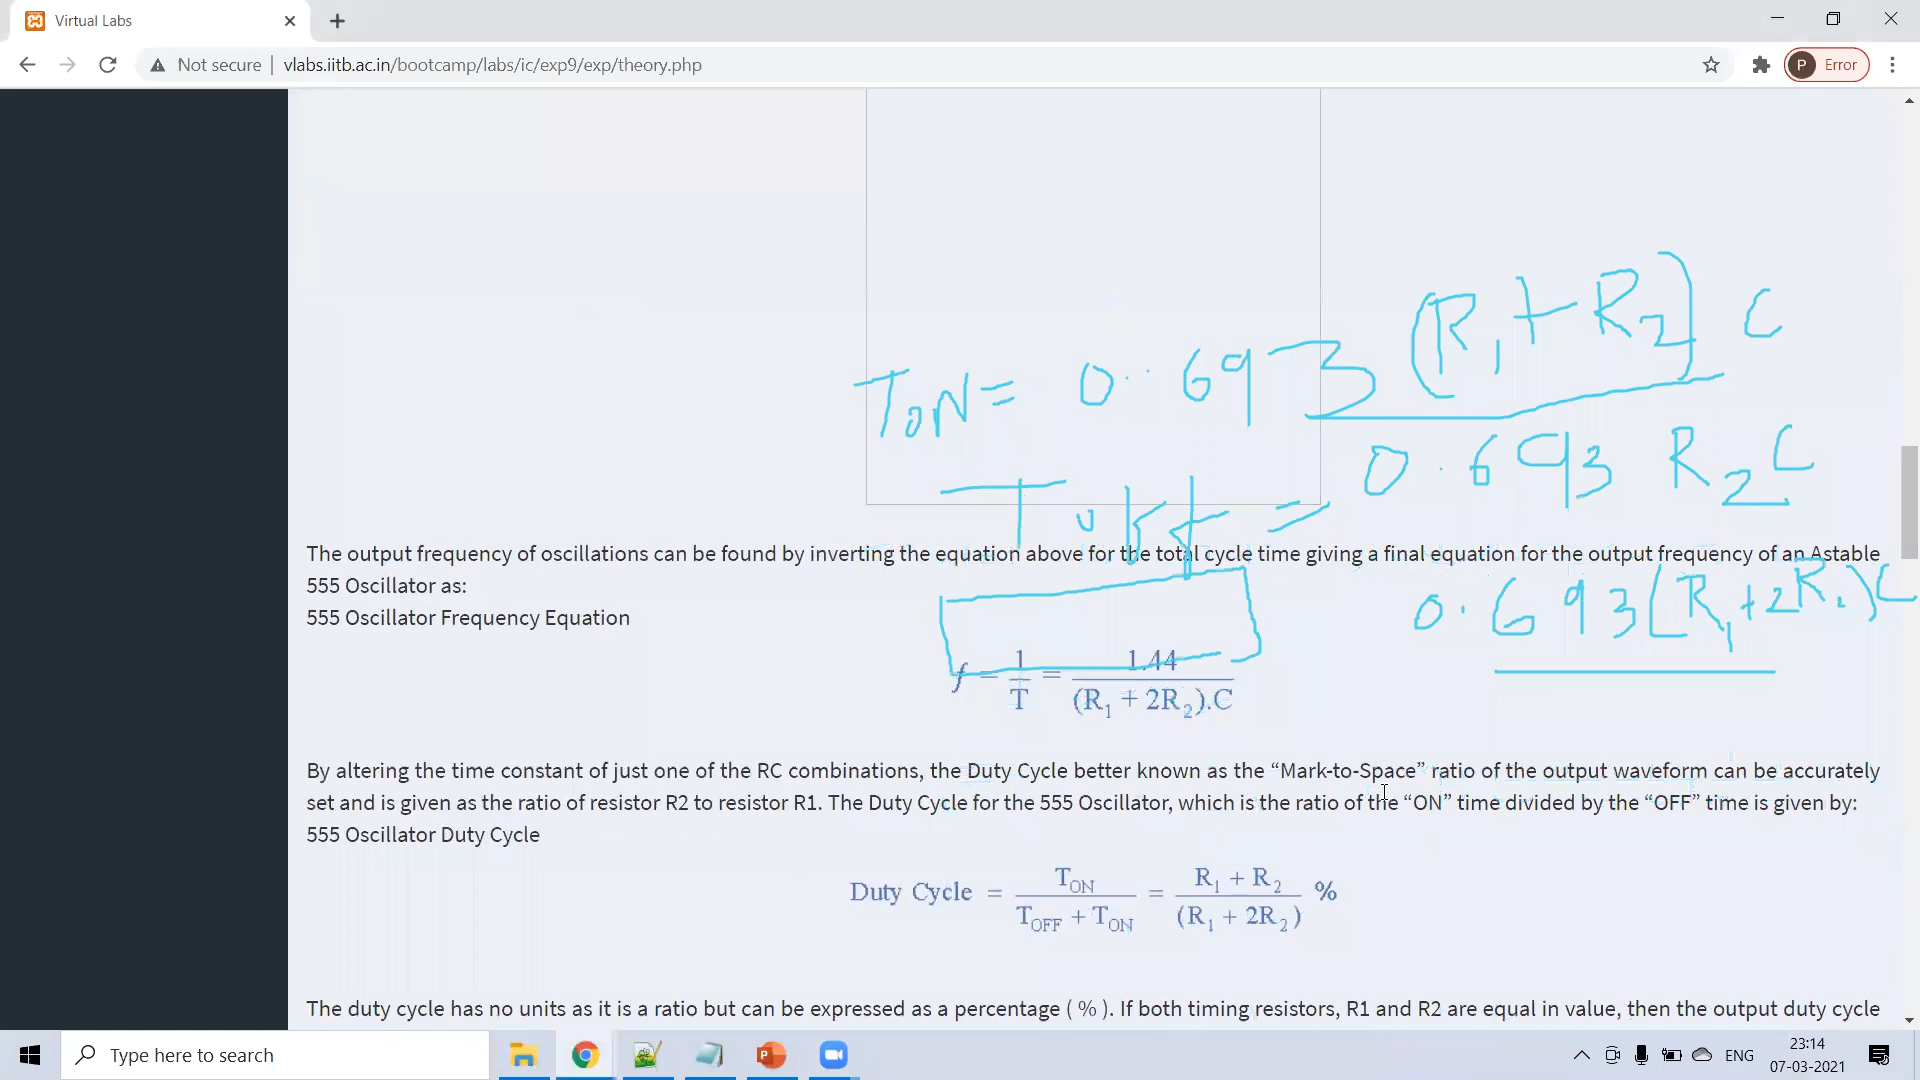 Virtual Labs
Not secure
vlabs.iitb.ac.in/bootcamp/labs/ic/exp9/exp/theory.php
P Error
TON = 0.693 (R1+R2) C
Toff = 0.693 R2C
The output frequency of oscillations can be found by inverting the equation above for the total cycle time giving a final equation for the output frequency of an Astable
555 Oscillator as:
0.693(R1+2R2)C
555 Oscillator Frequency Equation
f = 1/T = 1.44/(R1 + 2R2).C
By altering the time constant of just one of the RC combinations, the Duty Cycle better known as the “Mark-to-Space” ratio of the output waveform can be accurately
set and is given as the ratio of resistor R2 to resistor R1. The Duty Cycle for the 555 Oscillator, which is the ratio of the “ON” time divided by the “OFF” time is given by:
555 Oscillator Duty Cycle
Duty Cycle = TON/(TOFF + TON) = R1 + R2/(R1 + 2R2) %
The duty cycle has no units as it is a ratio but can be expressed as a percentage ( % ). If both timing resistors, R1 and R2 are equal in value, then the output duty cycle
Type here to search
ENG
23:14
07-03-2021